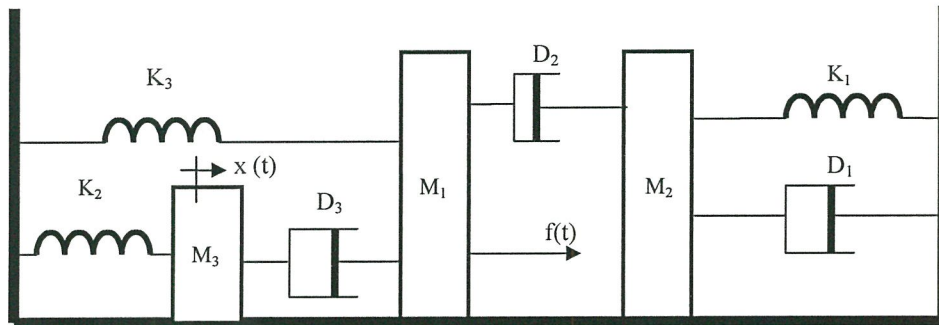 D₂
K₃
K₁
x (t)
K₂
D₃
M₁
M₂
D₁
f(t)
M₃